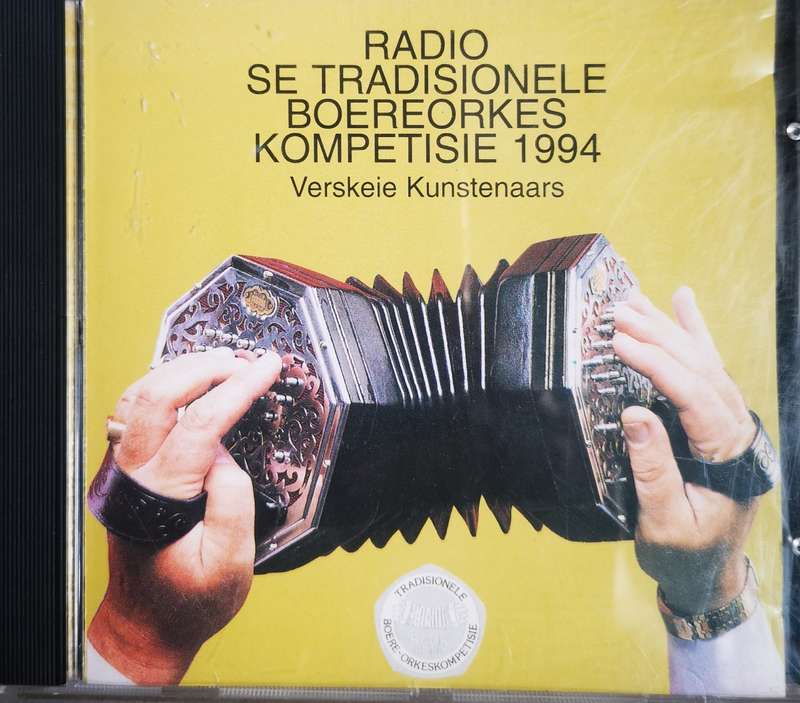 RADIO
SE TRADISIONELE
BOEREORKES
KOMPETISIE 1994
Verskeie Kunstenaars
TRADISIONELE
BOERE-ORKESKOMPETISIE